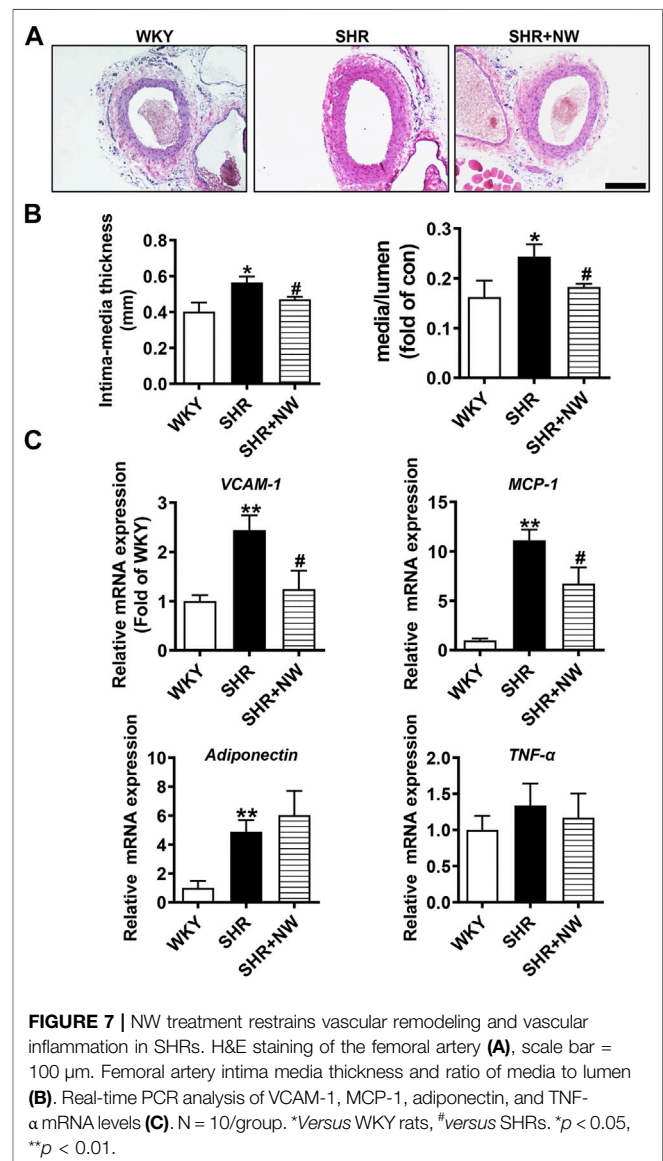 A
WKY
SHR
SHR+NW
B
Intima-media thickness
(mm)
0.8
0.6
0.4
0.2
0.0
*
#
WKY
SHR
SHR+NW
media/lumen
(fold of con)
0.3
0.2
0.1
0.0
*
#
WKY
SHR
SHR+NW
C
VCAM-1
Relative mRNA expression
(Fold of WKY)
3
2
1
0
**
#
WKY
SHR
SHR+NW
MCP-1
Relative mRNA expression
15
10
5
0
**
#
WKY
SHR
SHR+NW
Adiponectin
Relative mRNA expression
10
8
6
4
2
0
**
WKY
SHR
SHR+NW
TNF-α
Relative mRNA expression
2.0
1.5
1.0
0.5
0.0
WKY
SHR
SHR+NW
FIGURE 7 | NW treatment restrains vascular remodeling and vascular
inflammation in SHRs. H&E staining of the femoral artery (A), scale bar =
100 μm. Femoral artery intima media thickness and ratio of media to lumen
(B). Real-time PCR analysis of VCAM-1, MCP-1, adiponectin, and TNF-
α mRNA levels (C). N = 10/group. *Versus WKY rats, #versus SHRs. *p < 0.05,
**p < 0.01.